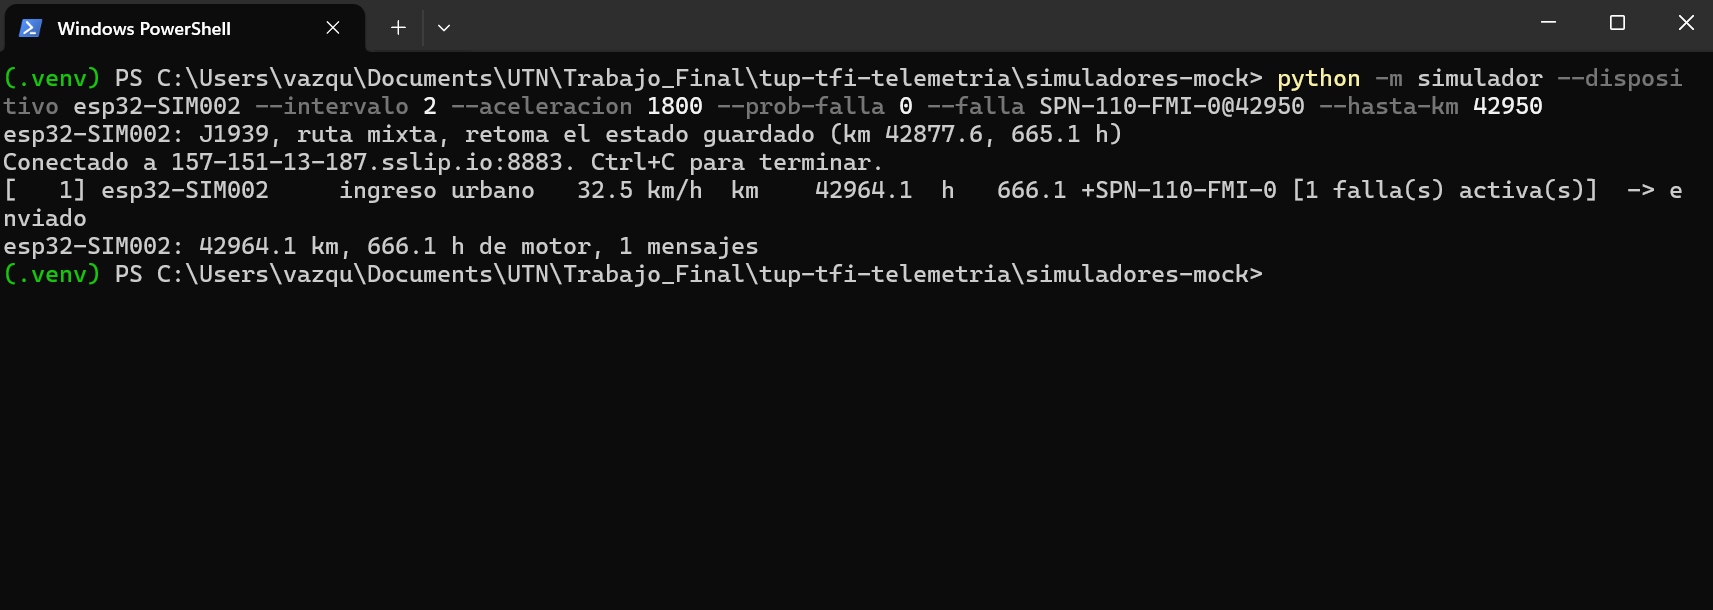 Windows PowerShell
(.venv) PS C:\Users\vazqu\Documents\UTN\Trabajo_Final\tup-tfi-telemetria\simuladores-mock> python -m simulador --disposi
tivo esp32-SIM002 --intervalo 2 --aceleracion 1800 --prob-falla 0 --falla SPN-110-FMI-0@42950 --hasta-km 42950
esp32-SIM002: J1939, ruta mixta, retoma el estado guardado (km 42877.6, 665.1 h)
Conectado a 157-151-13-187.sslip.io:8883. Ctrl+C para terminar.
[   1] esp32-SIM002     ingreso urbano   32.5 km/h  km    42964.1  h   666.1 +SPN-110-FMI-0 [1 falla(s) activa(s)]  -> e
nviado
esp32-SIM002: 42964.1 km, 666.1 h de motor, 1 mensajes
(.venv) PS C:\Users\vazqu\Documents\UTN\Trabajo_Final\tup-tfi-telemetria\simuladores-mock>